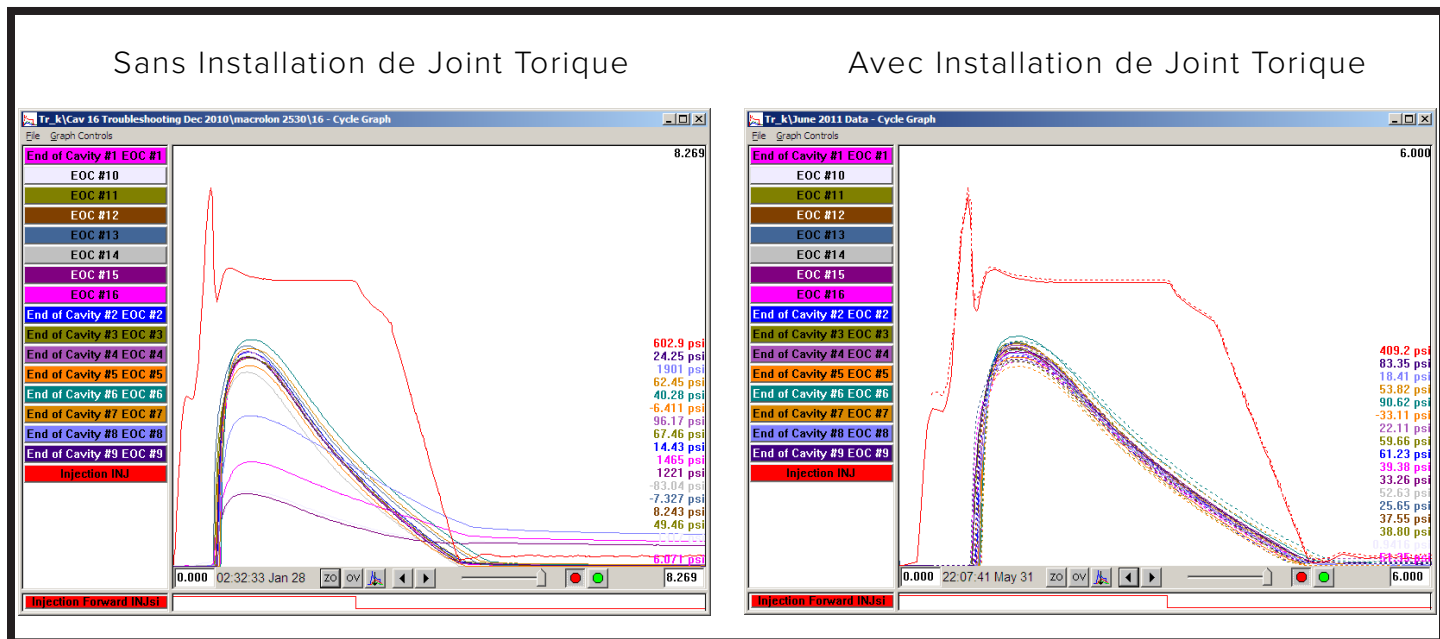 Sans Installation de Joint Torique
Tr_k\Cav 16 Troubleshooting Dec 2010\macrolon 2530\16 - Cycle Graph
File Graph Controls
End of Cavity #1 EOC #1
EOC #10
EOC #11
EOC #12
EOC #13
EOC #14
EOC #15
EOC #16
End of Cavity #2 EOC #2
End of Cavity #3 EOC #3
End of Cavity #4 EOC #4
End of Cavity #5 EOC #5
End of Cavity #6 EOC #6
End of Cavity #7 EOC #7
End of Cavity #8 EOC #8
End of Cavity #9 EOC #9
Injection INJ
8.269
602.9 psi
24.25 psi
1901 psi
62.45 psi
40.28 psi
-6.411 psi
96.17 psi
67.46 psi
14.43 psi
1465 psi
1221 psi
-83.04 psi
-7.327 psi
8.243 psi
49.46 psi
6.071 psi
0.000 02:32:33 Jan 28 ZO OV 8.269
Injection Forward INJsi
Avec Installation de Joint Torique
Tr_k\June 2011 Data - Cycle Graph
File Graph Controls
End of Cavity #1 EOC #1
EOC #10
EOC #11
EOC #12
EOC #13
EOC #14
EOC #15
EOC #16
End of Cavity #2 EOC #2
End of Cavity #3 EOC #3
End of Cavity #4 EOC #4
End of Cavity #5 EOC #5
End of Cavity #6 EOC #6
End of Cavity #7 EOC #7
End of Cavity #8 EOC #8
End of Cavity #9 EOC #9
Injection INJ
6.000
409.2 psi
83.35 psi
18.41 psi
53.82 psi
90.62 psi
-33.11 psi
22.11 psi
59.66 psi
61.23 psi
39.38 psi
33.26 psi
52.63 psi
25.65 psi
37.55 psi
38.80 psi
0.000 22:07:41 May 31 ZO OV 6.000
Injection Forward INJsi